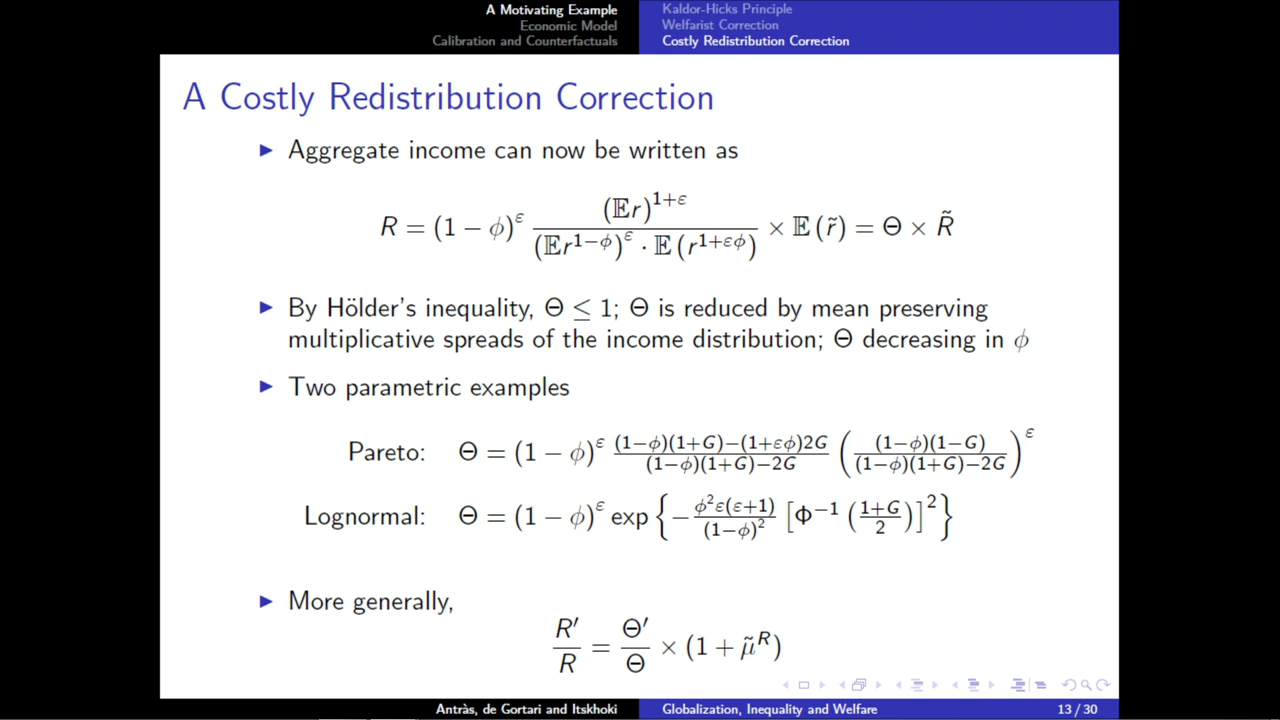 A Motivating Example
Economic Model
Calibration and Counterfactuals
Kaldor-Hicks Principle
Welfarist Correction
Costly Redistribution Correction
A Costly Redistribution Correction
Aggregate income can now be written as
R = (1 − ϕ)^ε (𝔼r)^{1+ε} / ((𝔼r^{1−ϕ})^ε · 𝔼(r^{1+εϕ})) × 𝔼(r̃) = Θ × R̃
By Hölder's inequality, Θ ≤ 1; Θ is reduced by mean preserving
multiplicative spreads of the income distribution; Θ decreasing in ϕ
Two parametric examples
Pareto: Θ = (1 − ϕ)^ε ((1−ϕ)(1+G)−(1+εϕ)2G) / ((1−ϕ)(1+G)−2G) ( (1−ϕ)(1−G) / ((1−ϕ)(1+G)−2G) )^ε
Lognormal: Θ = (1 − ϕ)^ε exp { − ϕ²ε(ε+1) / (1−ϕ)² [Φ^{−1} ( (1+G) / 2 )]² }
More generally,
R′ / R = Θ′ / Θ × (1 + μ̃^R)
Antràs, de Gortari and Itskhoki
Globalization, Inequality and Welfare
13 / 30